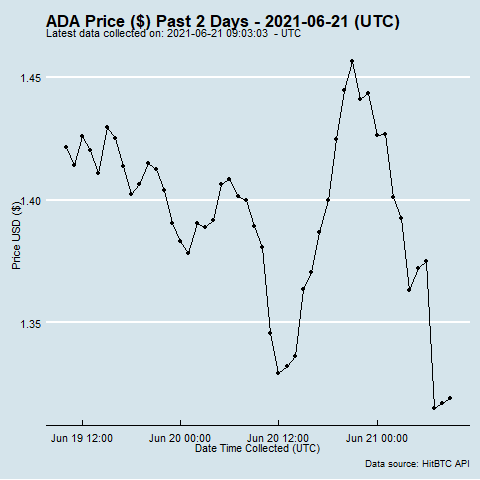 ADA Price ($) Past 2 Days - 2021-06-21 (UTC)
Latest data collected on: 2021-06-21 09:03:03 - UTC
1.45
1.40
1.35
Price USD ($)
Jun 19 12:00
Jun 20 00:00
Jun 20 12:00
Jun 21 00:00
Date Time Collected (UTC)
Data source: HitBTC API